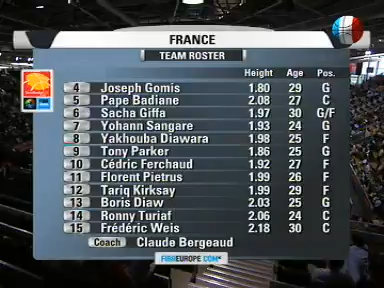 FRANCE
TEAM ROSTER
Height Age Pos.
4 Joseph Gomis 1.80 29 G
5 Pape Badiane 2.08 27 C
6 Sacha Giffa 1.97 30 G/F
7 Yohann Sangare 1.93 24 G
8 Yakhouba Diawara 1.98 25 F
9 Tony Parker 1.86 25 G
10 Cédric Ferchaud 1.92 27 F
11 Florent Pietrus 1.99 26 F
12 Tariq Kirksay 1.99 29 F
13 Boris Diaw 2.03 25 G
14 Ronny Turiaf 2.06 24 C
15 Frédéric Weis 2.18 30 C
Coach Claude Bergeaud
FIBAEUROPE.COM